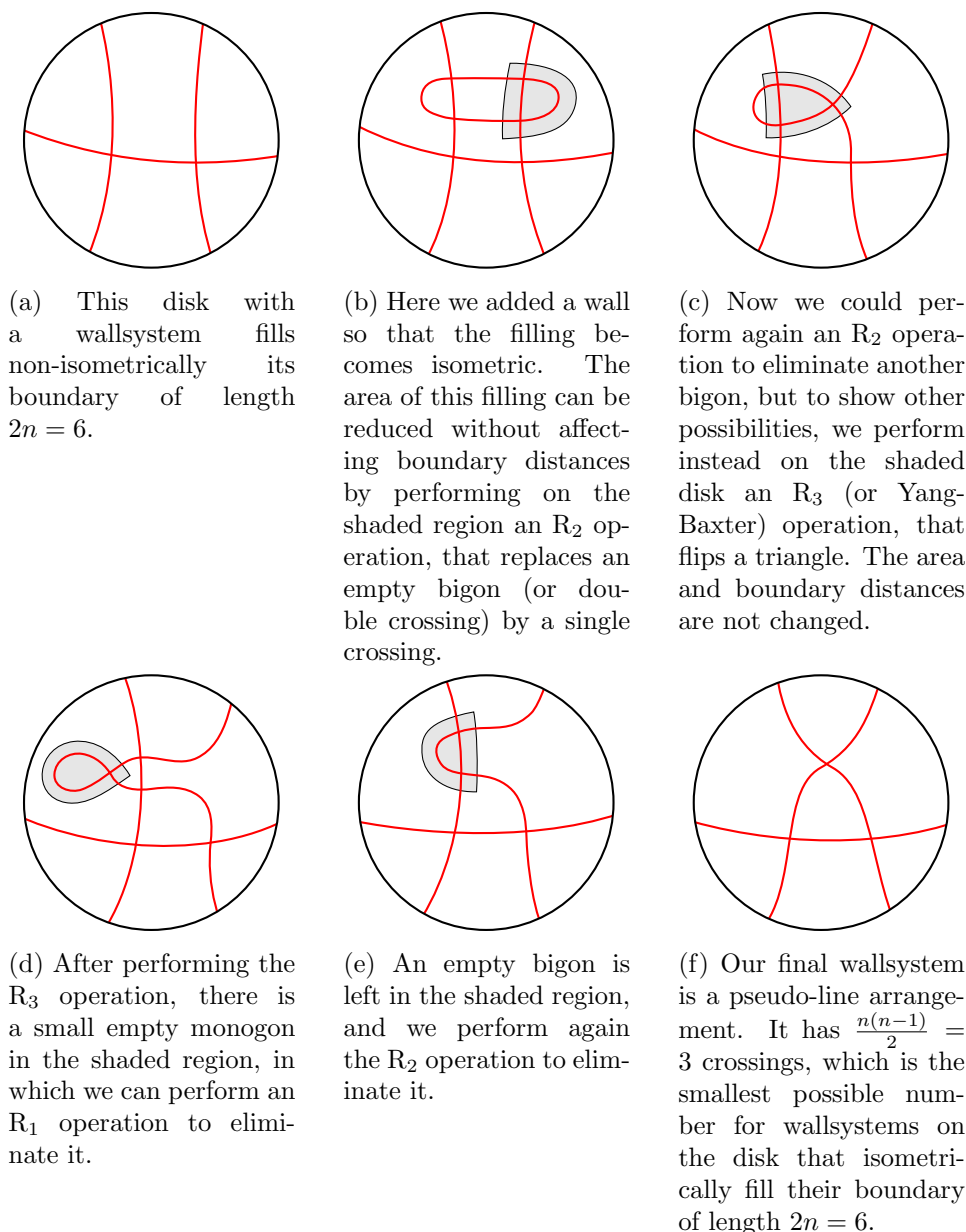 (a) This disk with
a wallsystem fills
non-isometrically its
boundary of length
$2n = 6$.
(b) Here we added a wall
so that the filling be-
comes isometric. The
area of this filling can be
reduced without affect-
ing boundary distances
by performing on the
shaded region an R₂ op-
eration, that replaces an
empty bigon (or dou-
ble crossing) by a single
crossing.
(c) Now we could per-
form again an R₂ opera-
tion to eliminate another
bigon, but to show other
possibilities, we perform
instead on the shaded
disk an R₃ (or Yang-
Baxter) operation, that
flips a triangle. The area
and boundary distances
are not changed.
(d) After performing the
R₃ operation, there is
a small empty monogon
in the shaded region, in
which we can perform an
R₁ operation to elimi-
nate it.
(e) An empty bigon is
left in the shaded region,
and we perform again
the R₂ operation to elim-
inate it.
(f) Our final wallsystem
is a pseudo-line arrange-
ment. It has $\frac{n(n-1)}{2}$ =
3 crossings, which is the
smallest possible num-
ber for wallsystems on
the disk that isometri-
cally fill their boundary
of length $2n = 6$.